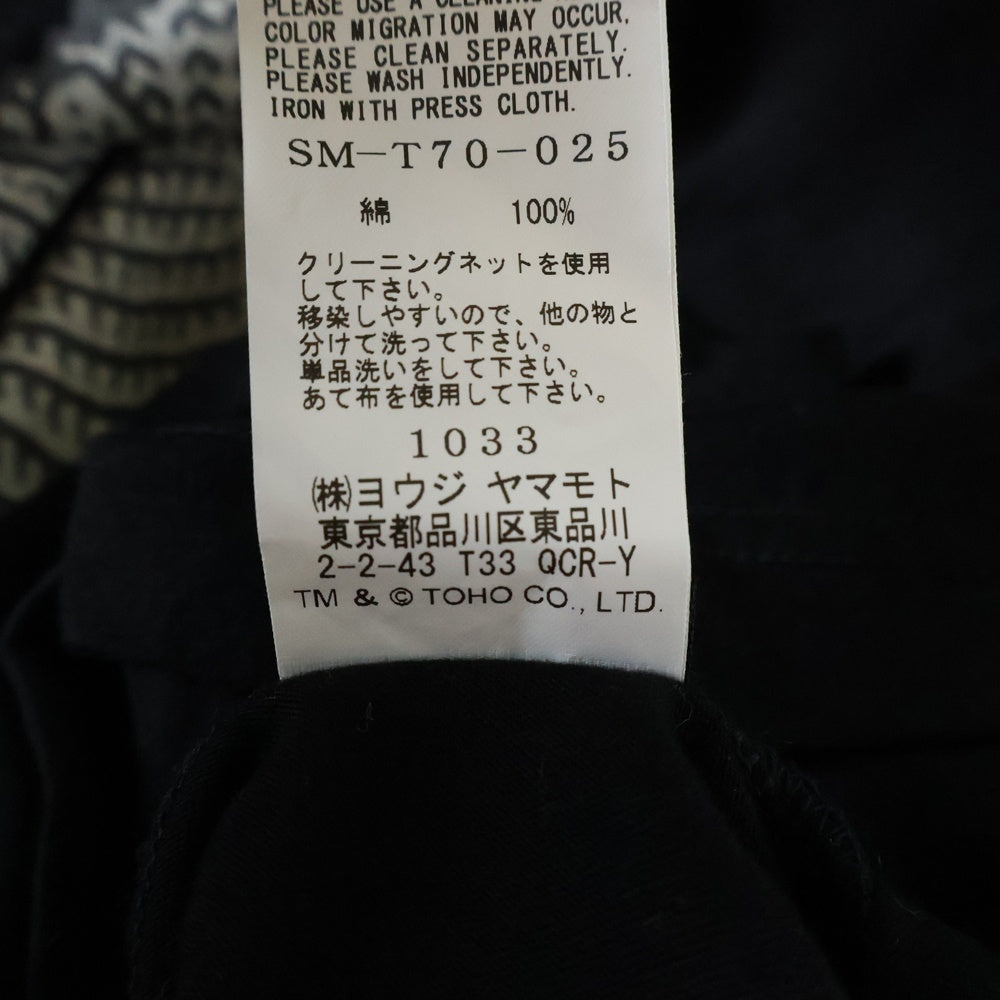 PLEASE USE A CLEANING
COLOR MIGRATION MAY OCCUR,
PLEASE CLEAN SEPARATELY.
PLEASE WASH INDEPENDENTLY.
IRON WITH PRESS CLOTH.
SM-T70-025
綿 100%
クリーニングネットを使用
して下さい。
移染しやすいので、他の物と
分けて洗って下さい。
単品洗いをして下さい。
あて布を使用して下さい。
1033
㈱ヨウジ ヤマモト
東京都品川区東品川
2-2-43 T33 QCR-Y
TM & © TOHO CO., LTD.